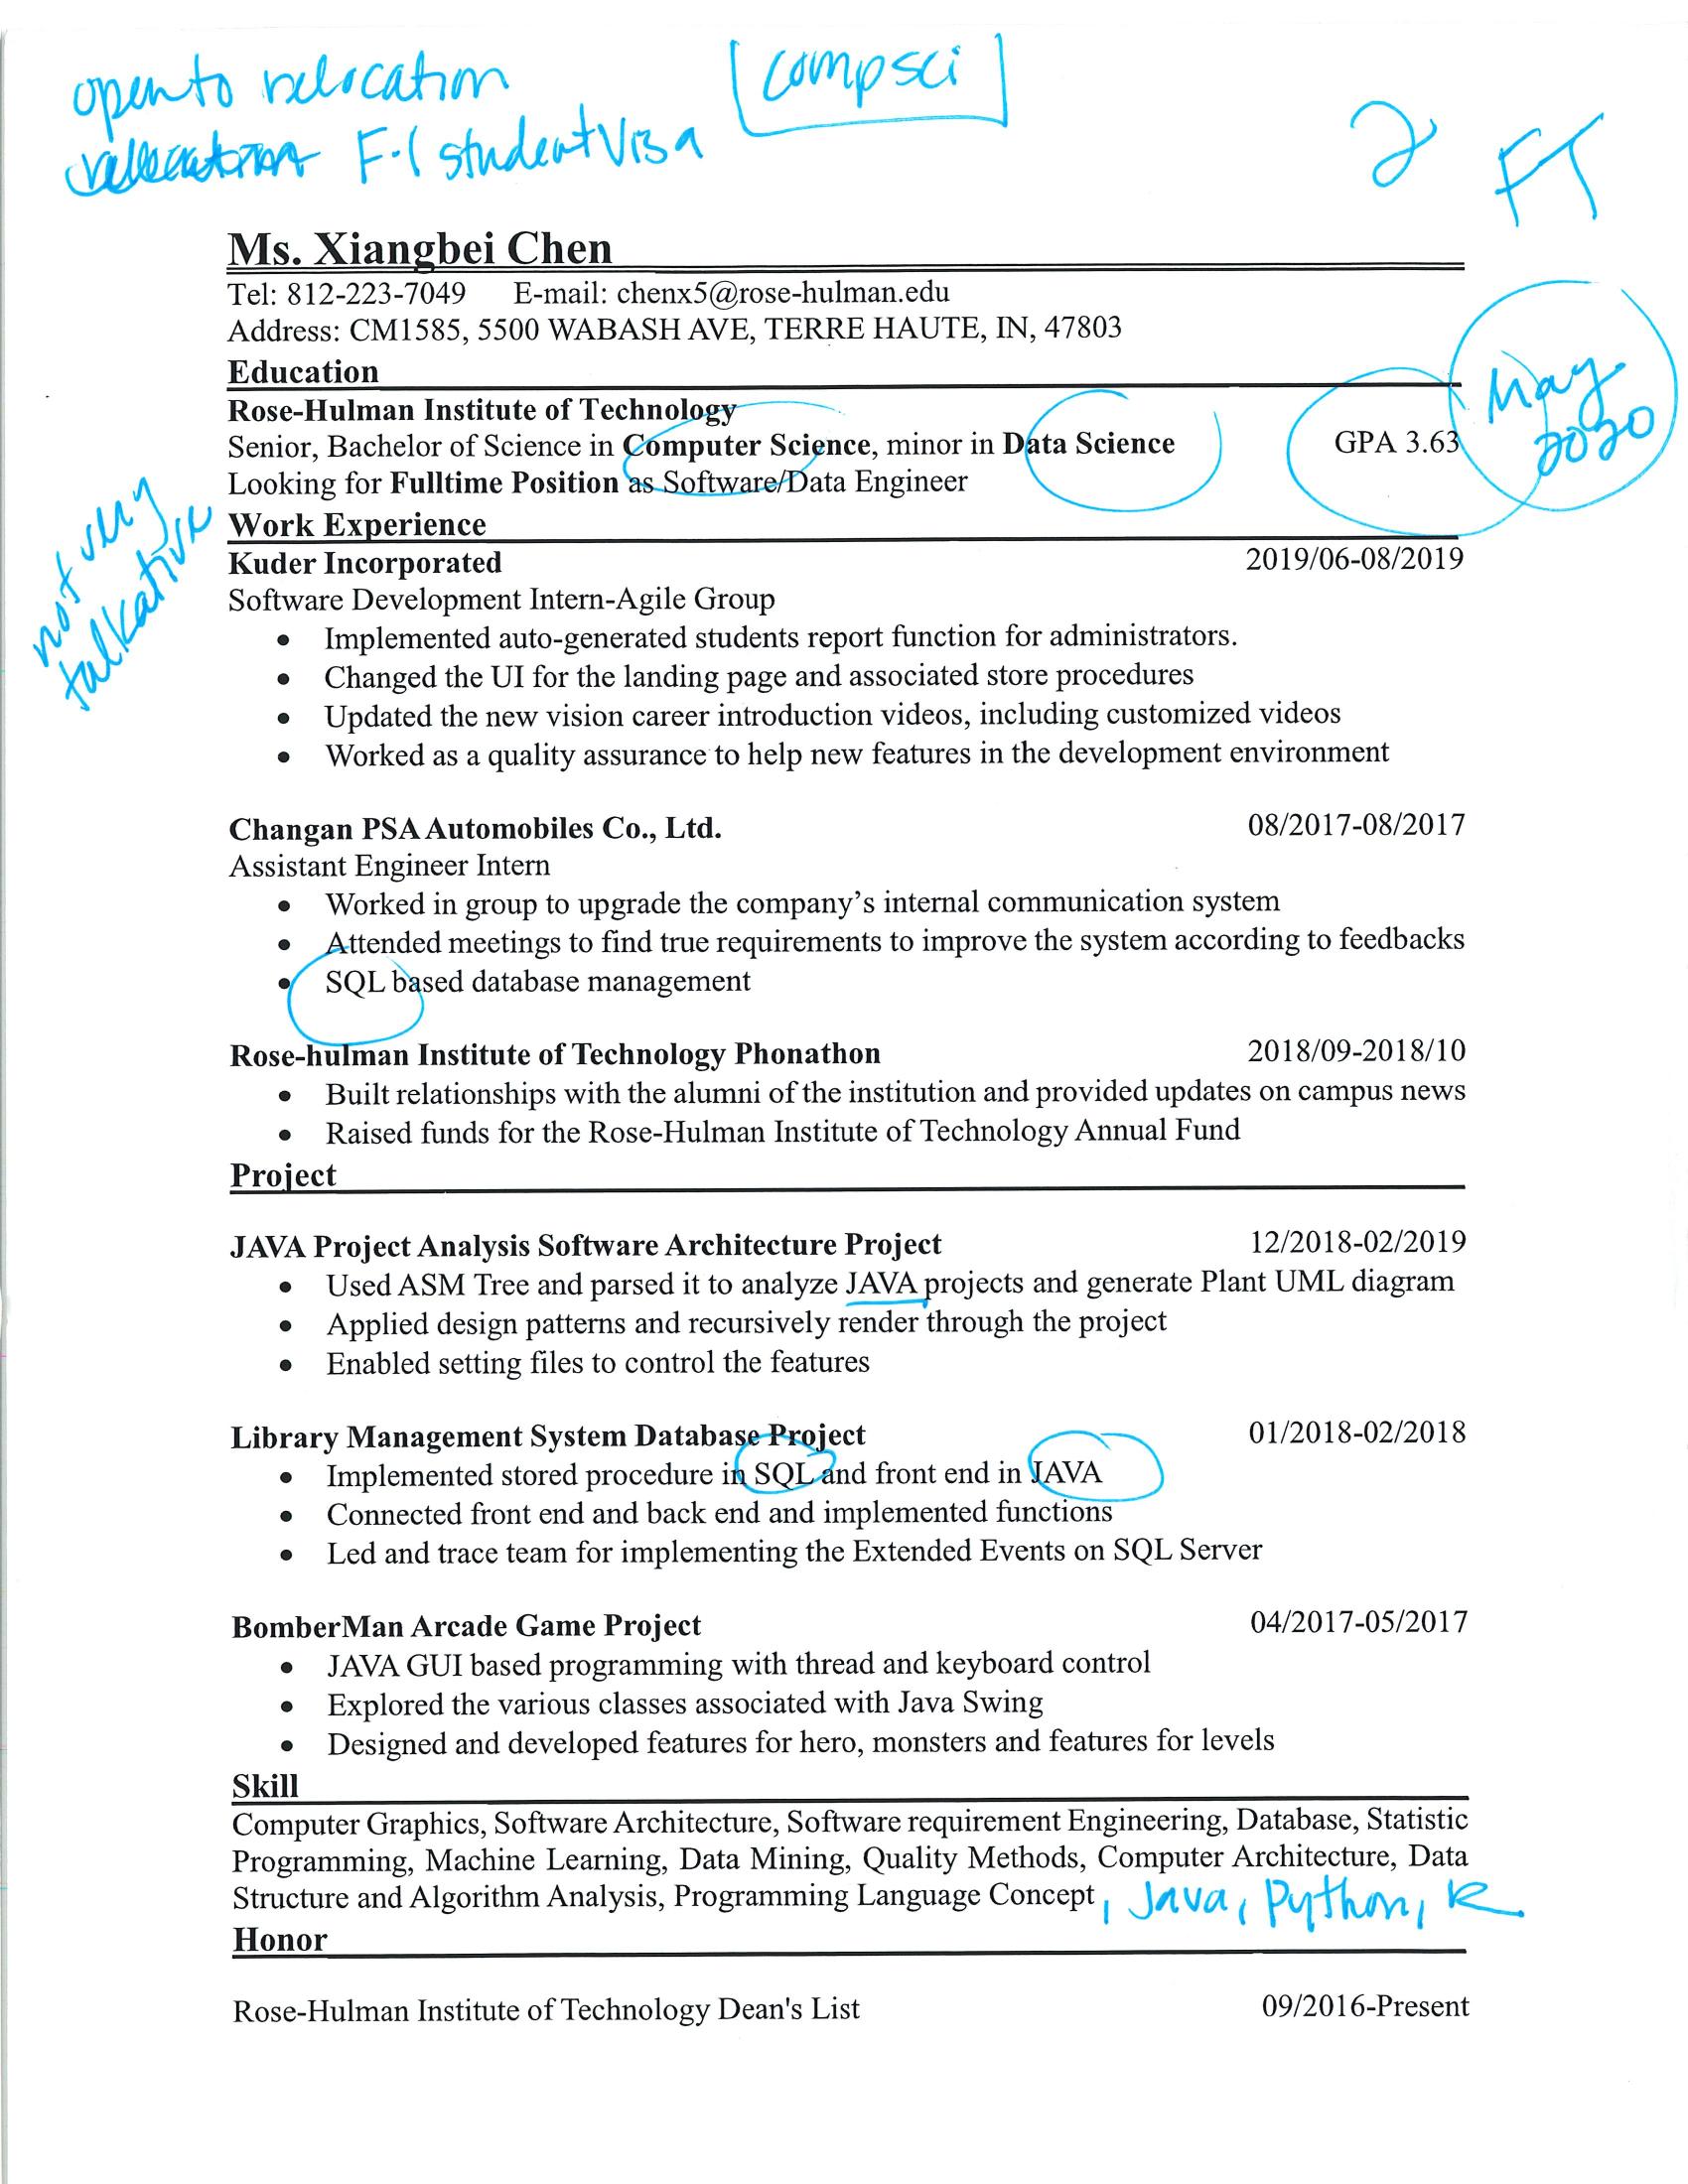 open to relocation [compsci]
relocation F-1 student Visa
2 FT
Ms. Xiangbei Chen
Tel: 812-223-7049 E-mail: chenx5@rose-hulman.edu
Address: CM1585, 5500 WABASH AVE, TERRE HAUTE, IN, 47803
Education
Rose-Hulman Institute of Technology
Senior, Bachelor of Science in Computer Science, minor in Data Science GPA 3.63
May
2020
Looking for Fulltime Position as Software/Data Engineer
not very
talkative
Work Experience
Kuder Incorporated 2019/06-08/2019
Software Development Intern-Agile Group
• Implemented auto-generated students report function for administrators.
• Changed the UI for the landing page and associated store procedures
• Updated the new vision career introduction videos, including customized videos
• Worked as a quality assurance to help new features in the development environment
Changan PSA Automobiles Co., Ltd. 08/2017-08/2017
Assistant Engineer Intern
• Worked in group to upgrade the company’s internal communication system
• Attended meetings to find true requirements to improve the system according to feedbacks
• SQL based database management
Rose-hulman Institute of Technology Phonathon 2018/09-2018/10
• Built relationships with the alumni of the institution and provided updates on campus news
• Raised funds for the Rose-Hulman Institute of Technology Annual Fund
Project
JAVA Project Analysis Software Architecture Project 12/2018-02/2019
• Used ASM Tree and parsed it to analyze JAVA projects and generate Plant UML diagram
• Applied design patterns and recursively render through the project
• Enabled setting files to control the features
Library Management System Database Project 01/2018-02/2018
• Implemented stored procedure in SQL and front end in JAVA
• Connected front end and back end and implemented functions
• Led and trace team for implementing the Extended Events on SQL Server
BomberMan Arcade Game Project 04/2017-05/2017
• JAVA GUI based programming with thread and keyboard control
• Explored the various classes associated with Java Swing
• Designed and developed features for hero, monsters and features for levels
Skill
Computer Graphics, Software Architecture, Software requirement Engineering, Database, Statistic
Programming, Machine Learning, Data Mining, Quality Methods, Computer Architecture, Data
Structure and Algorithm Analysis, Programming Language Concept, Java, Python, R
Honor
Rose-Hulman Institute of Technology Dean's List 09/2016-Present